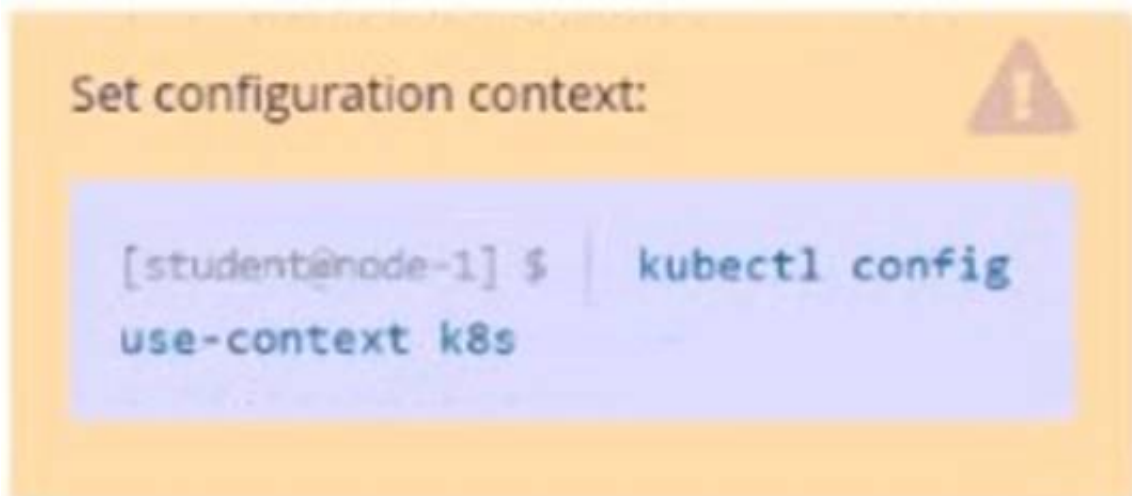 Set configuration context:
[student@node-1] $ | kubectl config
use-context k8s